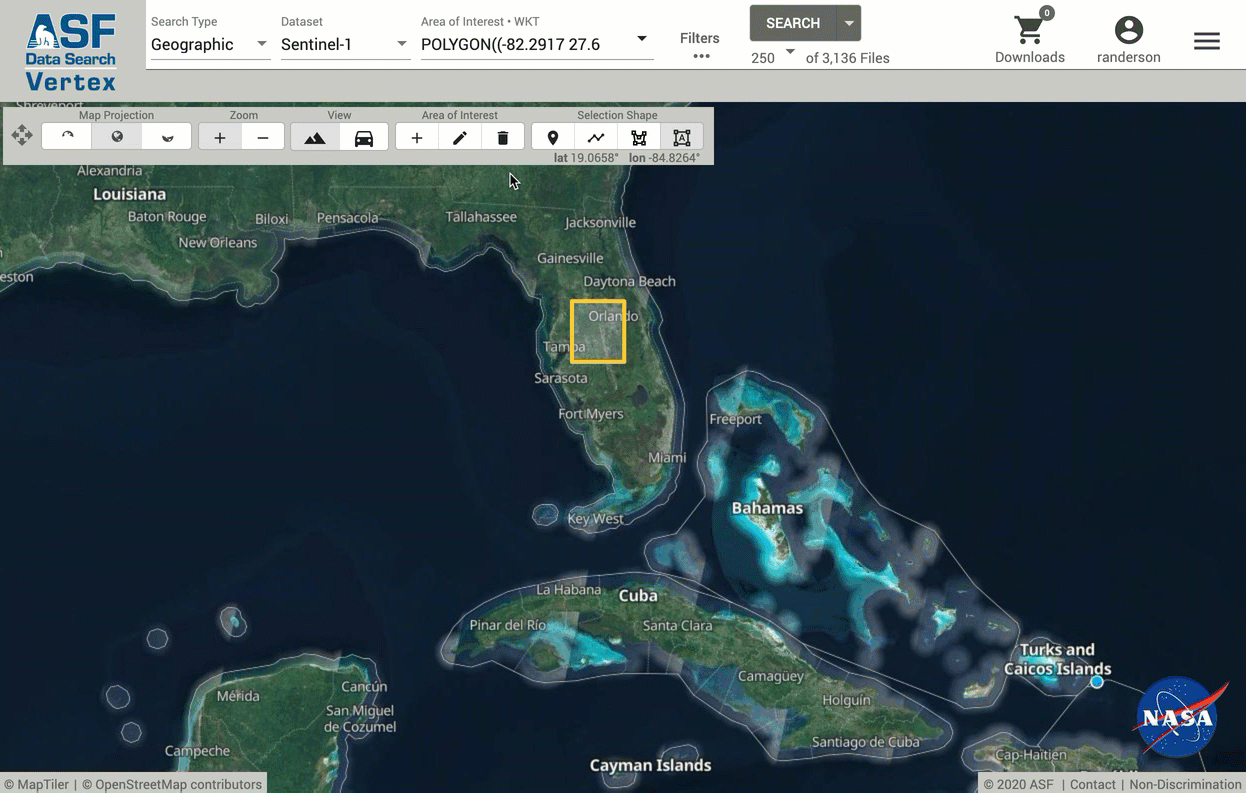 ASF
Data Search
Vertex
Search Type
Geographic
Dataset
Sentinel-1
Area of Interest • WKT
POLYGON((-82.2917 27.6
Filters
SEARCH
250 of 3,136 Files
0
Downloads
randerson
Shreveport
Map Projection
Zoom
View
Area of Interest
Selection Shape
A
lat 19.0658° lon -84.8264°
Alexandria
Louisiana
Baton Rouge
Biloxi
Pensacola
Tallahassee
Jacksonville
New Orleans
Gainesville
eston
Daytona Beach
Orlando
Tampa
Sarasota
Fort Myers
Freeport
Miami
Bahamas
Key West
La Habana
Cuba
Pinar del Río
Santa Clara
Turks and
Caicos Islands
Camagüey
Cancún
Mérida
Holguín
San Miguel
de Cozumel
NASA
Santiago de Cuba
Campeche
Cap-Haïtien
Cayman Islands
© MapTiler | © OpenStreetMap contributors
© 2020 ASF | Contact | Non-Discrimination